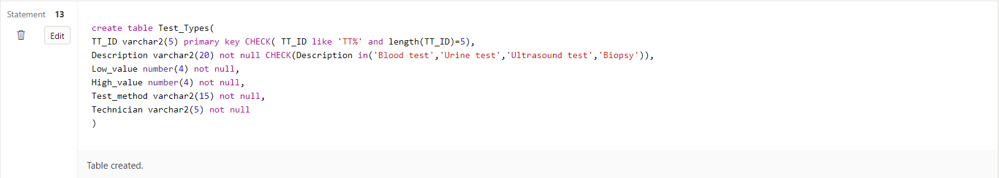 Statement 13
Edit
create table Test_Types(
TT_ID varchar2(5) primary key CHECK( TT_ID like 'TT%' and length(TT_ID)=5),
Description varchar2(20) not null CHECK(Description in('Blood test','Urine test','Ultrasound test','Biopsy')),
Low_value number(4) not null,
High_value number(4) not null,
Test_method varchar2(15) not null,
Technician varchar2(5) not null
)
Table created.